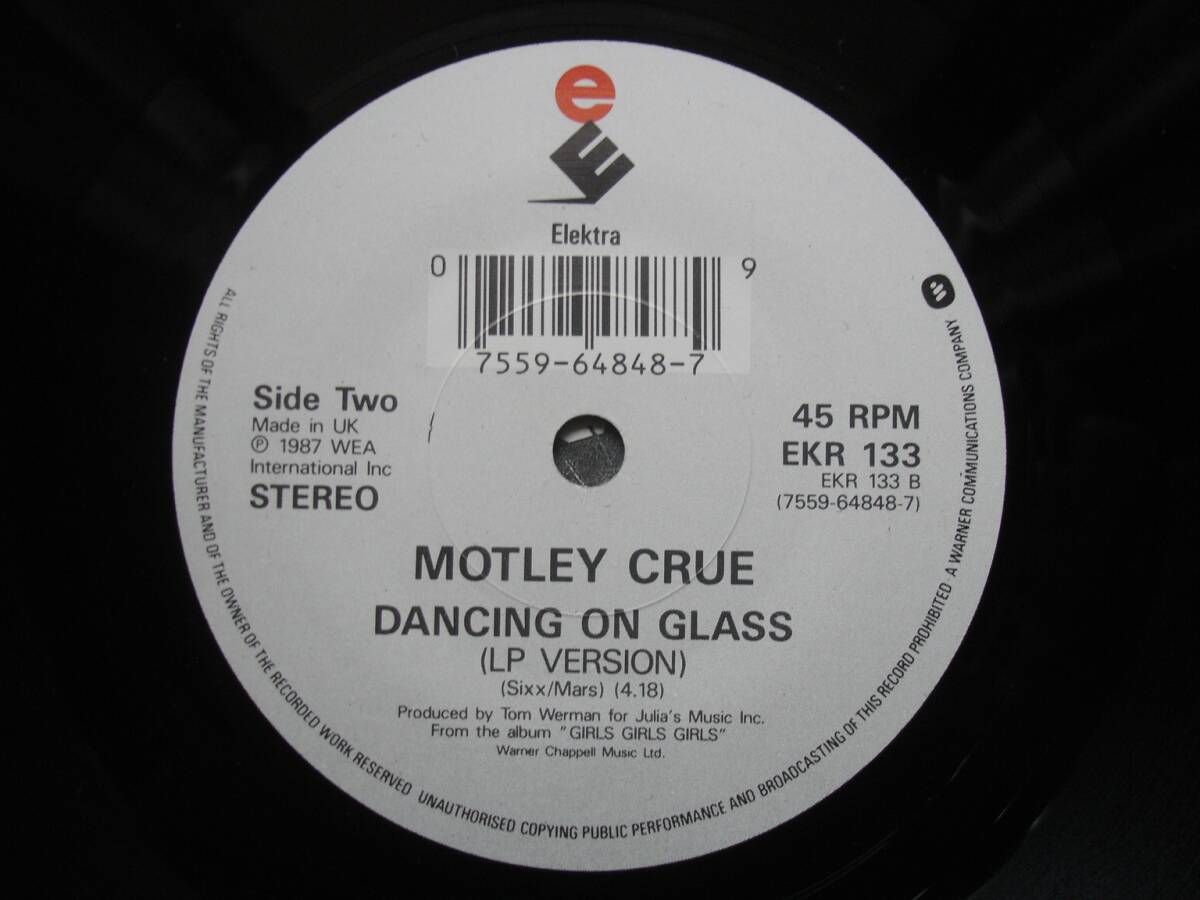 e
E
Elektra
0 9
7559-64848-7
Side Two
Made in UK
℗ 1987 WEA
International Inc
STEREO
45 RPM
EKR 133
EKR 133 B
(7559-64848-7)
MOTLEY CRUE
DANCING ON GLASS
(LP VERSION)
(Sixx/Mars) (4.18)
Produced by Tom Werman for Julia's Music Inc.
From the album "GIRLS GIRLS GIRLS"
Warner Chappell Music Ltd.
ALL RIGHTS OF THE MANUFACTURER AND OF THE OWNER OF THE RECORDED WORK RESERVED UNAUTHORISED COPYING PUBLIC PERFORMANCE AND BROADCASTING OF THIS RECORD PROHIBITED · A WARNER COMMUNICATIONS COMPANY